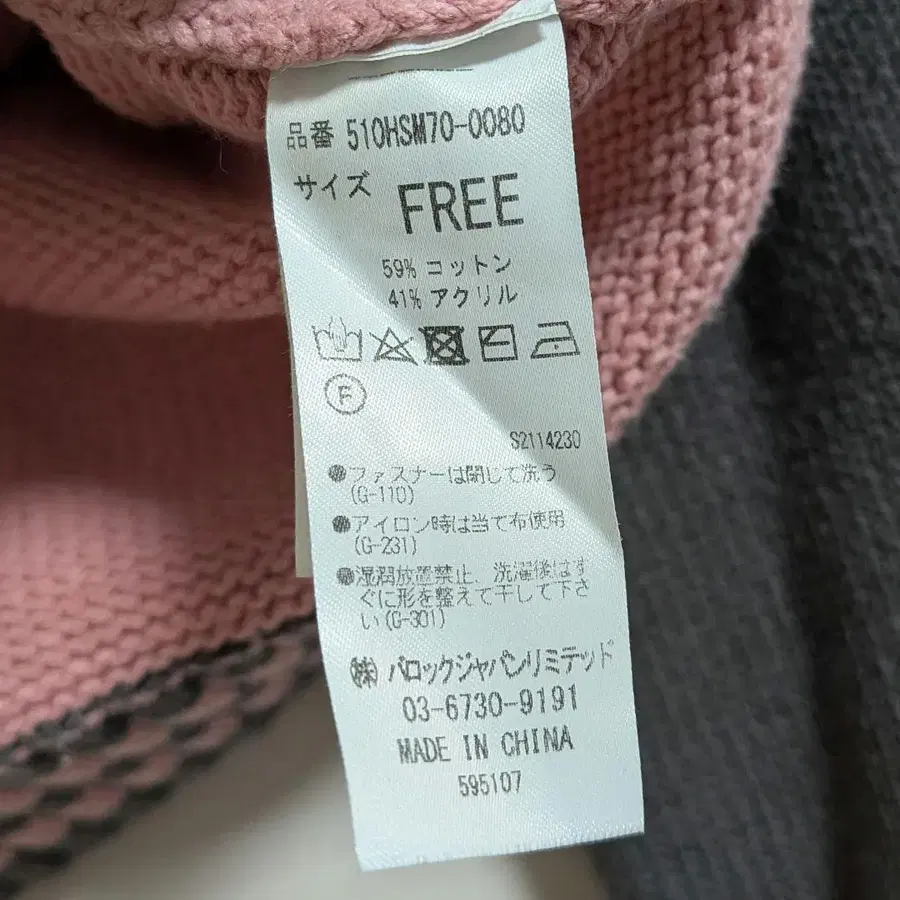 品番 510HSM70-0080
サイズ FREE
59% コットン
41% アクリル
F
S2114230
●ファスナーは閉じて洗う
(G-110)
●アイロン時は当て布使用
(G-231)
●湿潤放置禁止、洗濯後はす
ぐに形を整えて干して下さ
い(G-301)
㈱ バロックジャパンリミテッド
03-6730-9191
MADE IN CHINA
595107